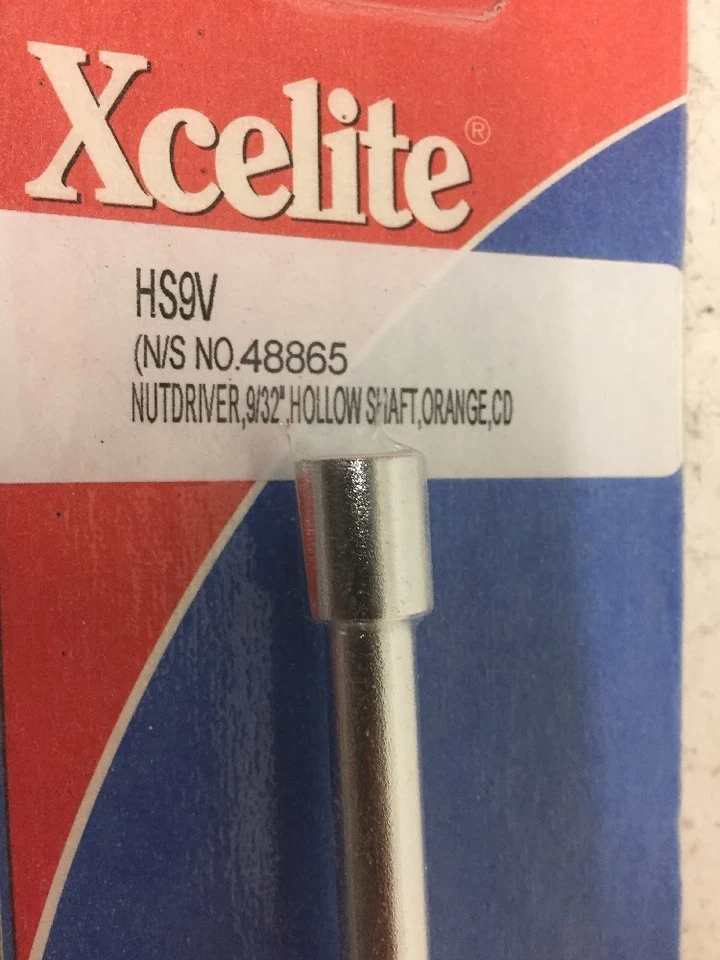 Xcelite®
HS9V
(N/S NO.48865
NUTDRIVER,9/32",HOLLOW SHAFT,ORANGE,CD